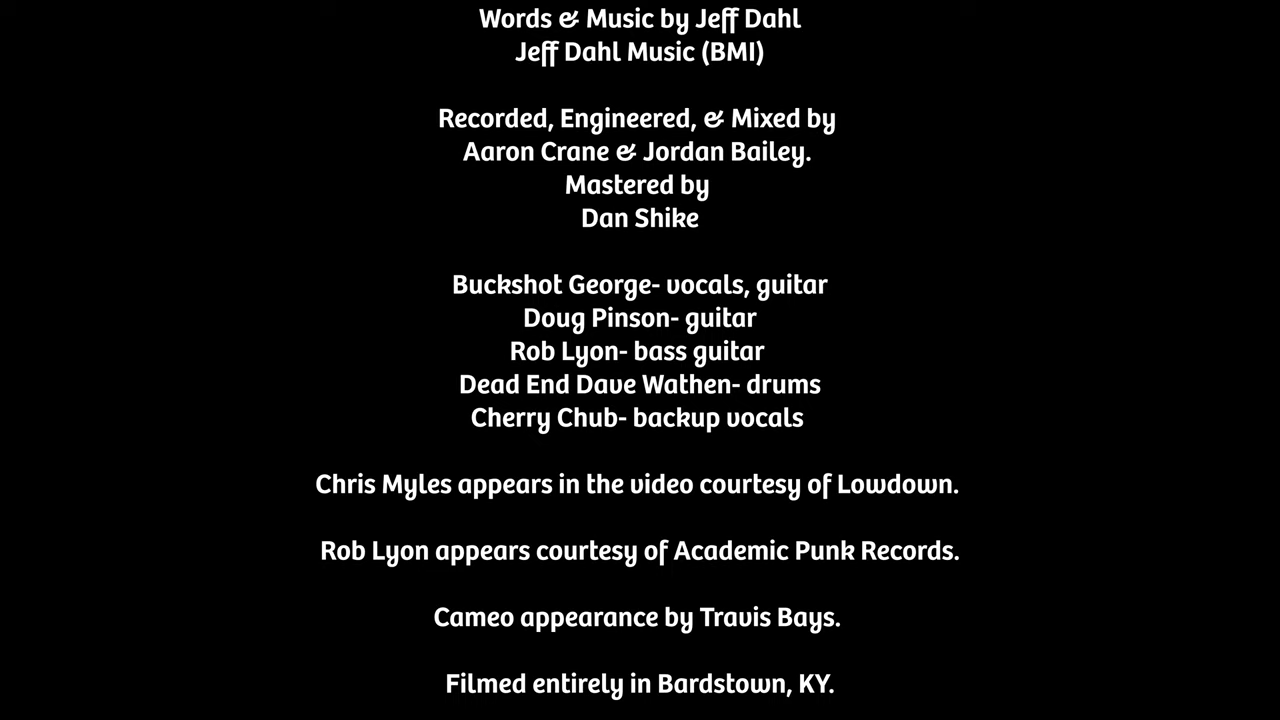 Words & Music by Jeff Dahl
Jeff Dahl Music (BMI)
Recorded, Engineered, & Mixed by
Aaron Crane & Jordan Bailey.
Mastered by
Dan Shike
Buckshot George- vocals, guitar
Doug Pinson- guitar
Rob Lyon- bass guitar
Dead End Dave Wathen- drums
Cherry Chub- backup vocals
Chris Myles appears in the video courtesy of Lowdown.
Rob Lyon appears courtesy of Academic Punk Records.
Cameo appearance by Travis Bays.
Filmed entirely in Bardstown, KY.